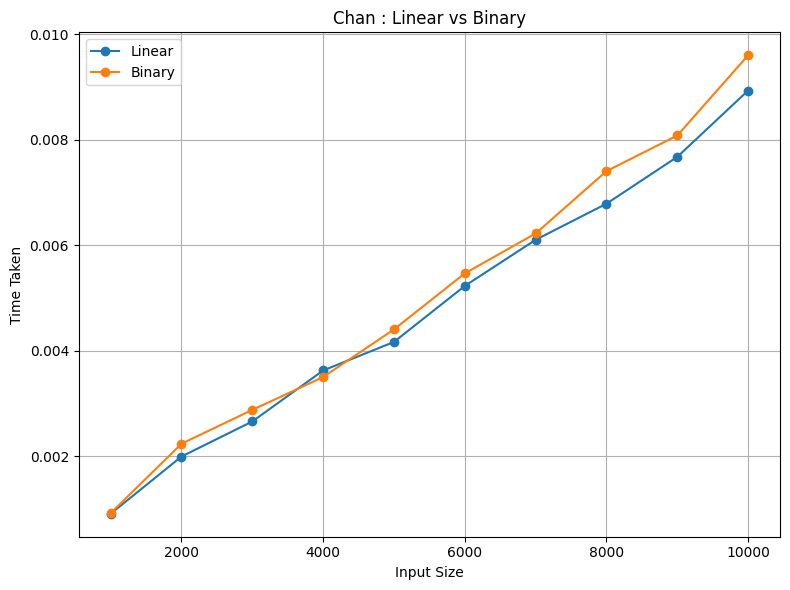 Chan : Linear vs Binary
Linear
Binary
0.010
0.008
0.006
0.004
0.002
Time Taken
2000 4000 6000 8000 10000
Input Size